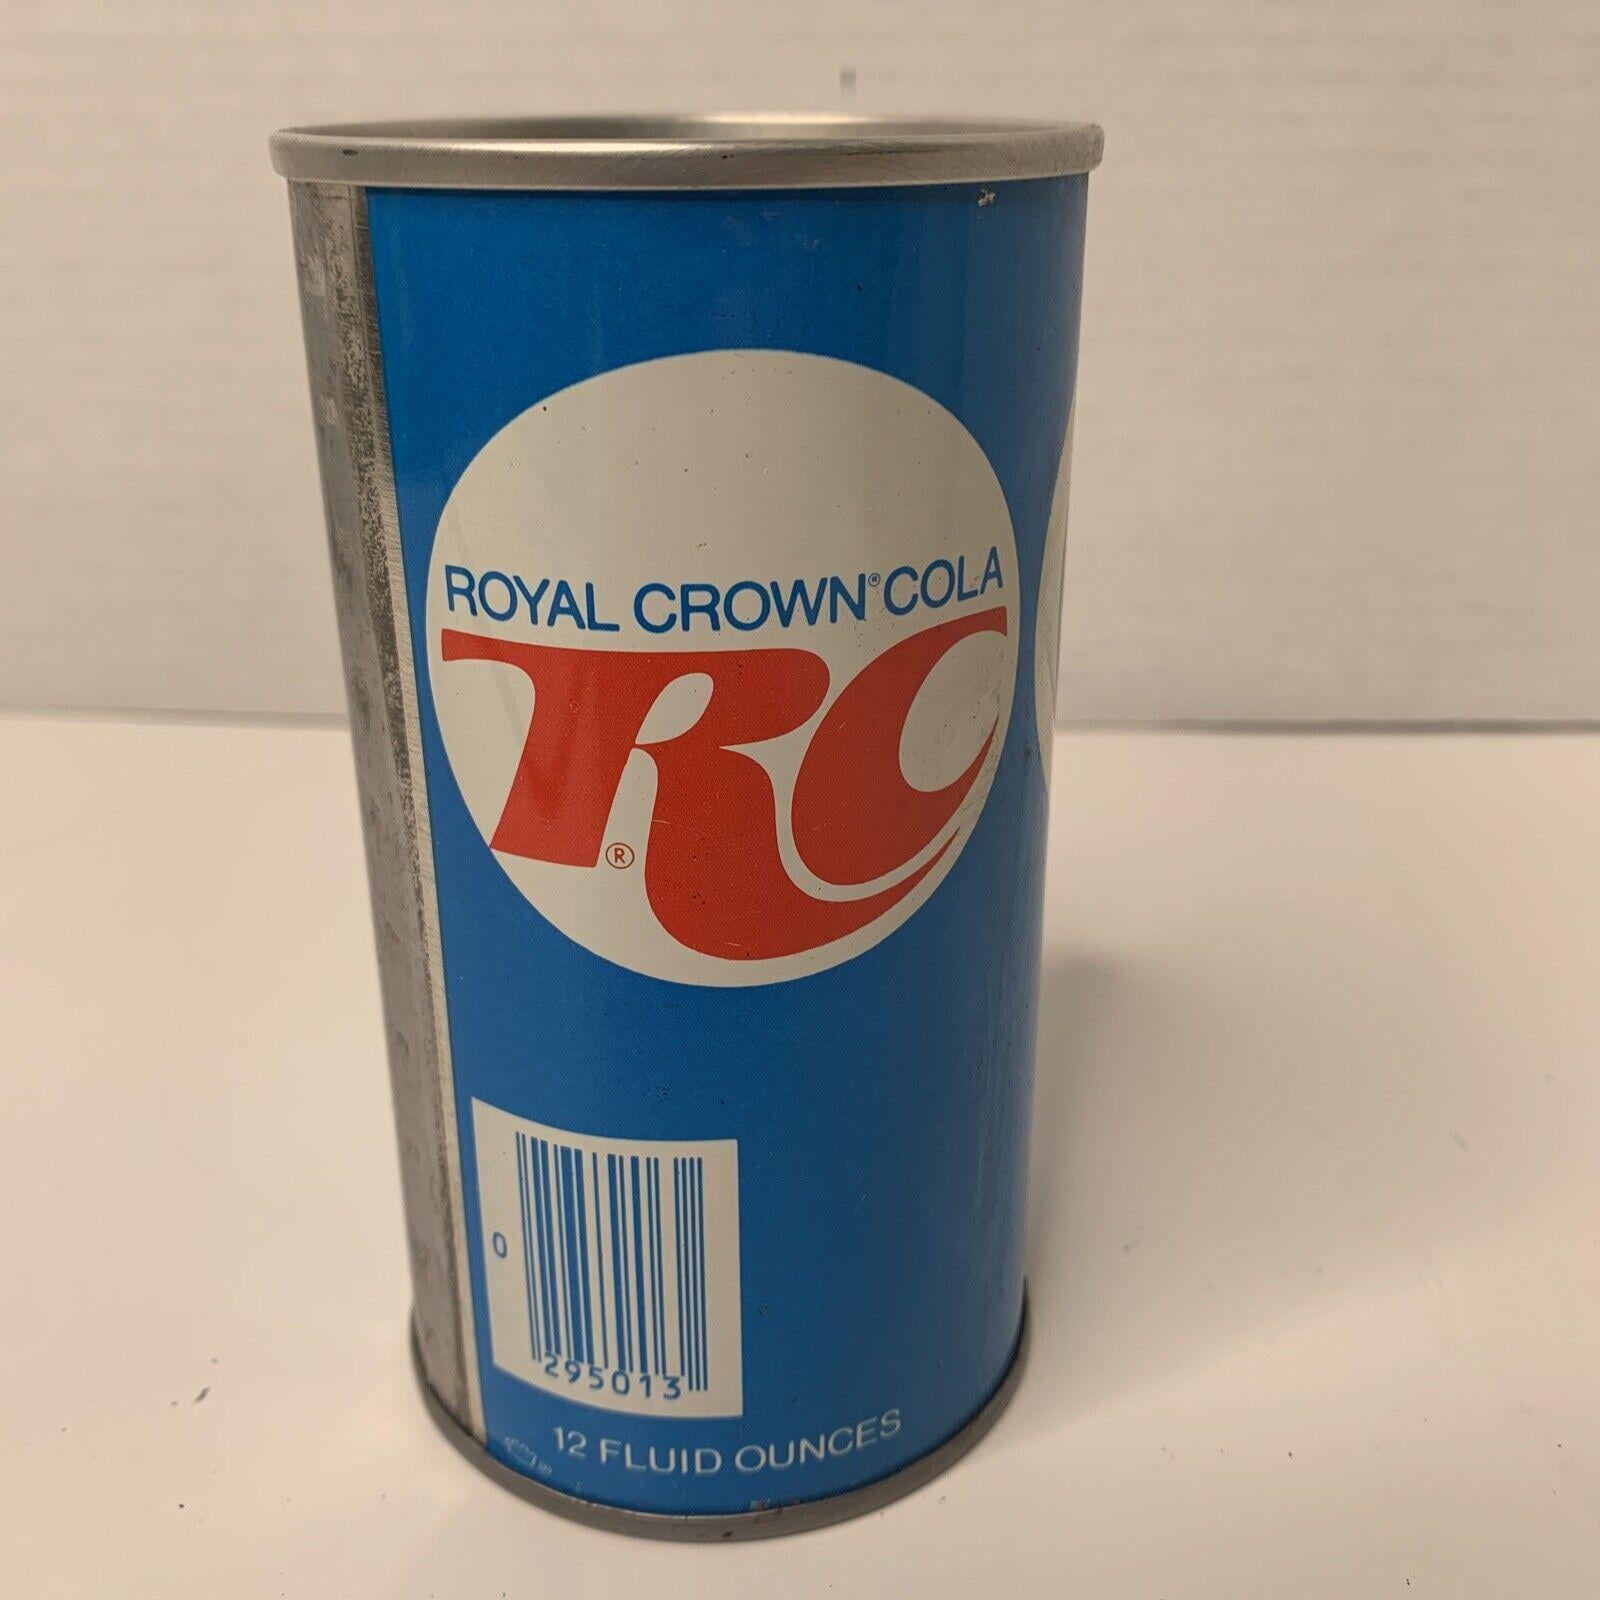 ROYAL CROWN® COLA
RC®
0
295013
12 FLUID OUNCES